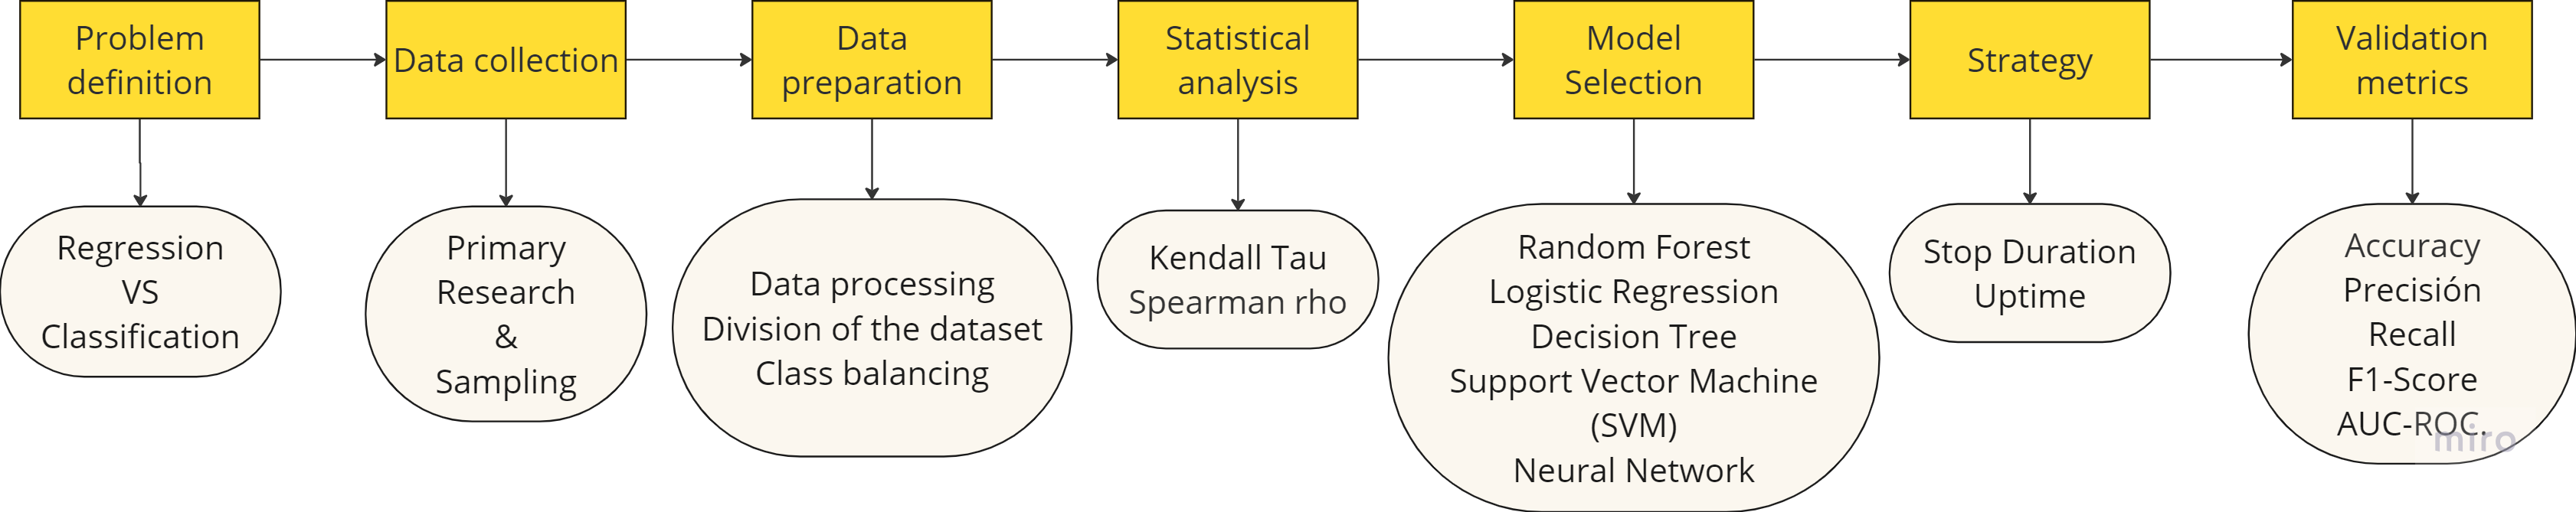 Problem
definition
Data collection
Data
preparation
Statistical
analysis
Model
Selection
Strategy
Validation
metrics
Regression
VS
Classification
Primary
Research
&
Sampling
Data processing
Division of the dataset
Class balancing
Kendall Tau
Spearman rho
Random Forest
Logistic Regression
Decision Tree
Support Vector Machine
(SVM)
Neural Network
Stop Duration
Uptime
Accuracy
Precisión
Recall
F1-Score
AUC-ROC.
miro